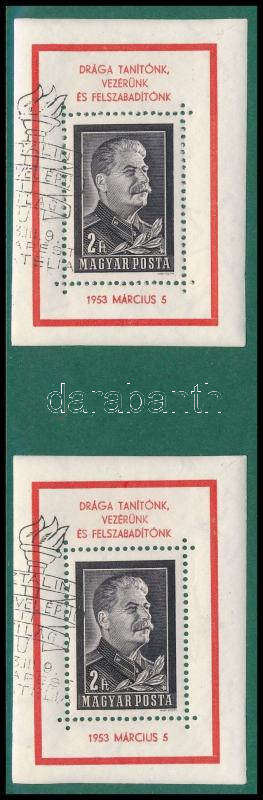 DRÁGA TANÍTÓNK,
VEZÉRÜNK
ÉS FELSZABADÍTÓNK
2 Ft
MAGYAR POSTA
1953 MÁRCIUS 5
darabanth
DRÁGA TANÍTÓNK,
VEZÉRÜNK
ÉS FELSZABADÍTÓNK
SZTALIN
2 Ft
MAGYAR POSTA
1953 MÁRCIUS 5